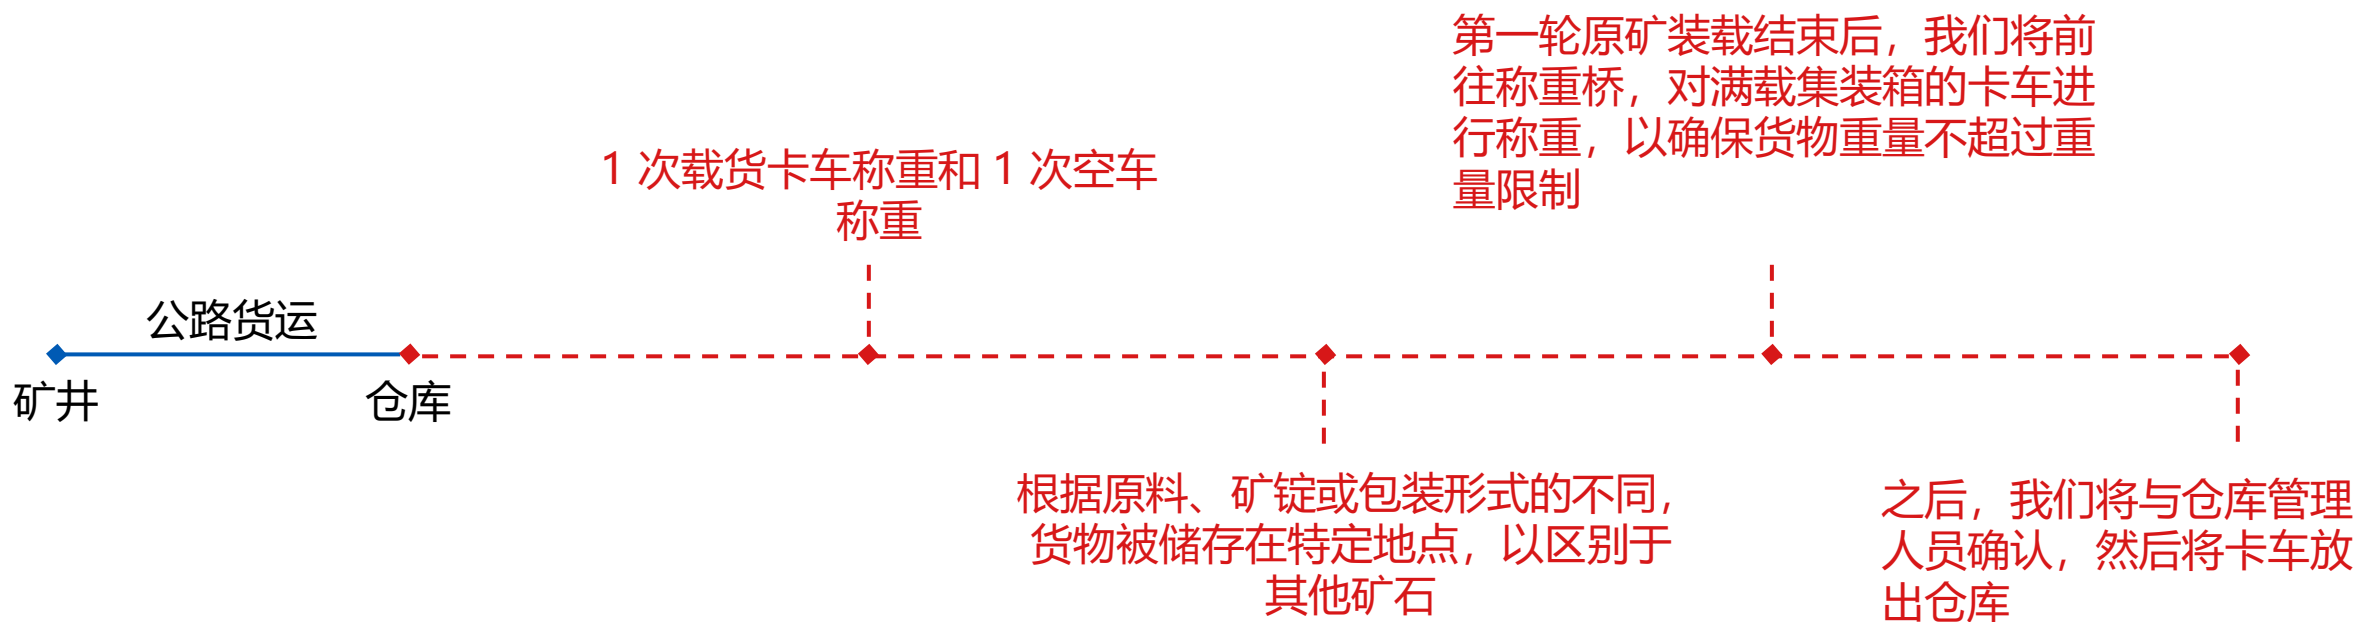 公路货运
矿井
仓库
1 次载货卡车称重和 1 次空车
称重
根据原料、矿锭或包装形式的不同，
货物被储存在特定地点，以区别于
其他矿石
第一轮原矿装载结束后，我们将前
往称重桥，对满载集装箱的卡车进
行称重，以确保货物重量不超过重
量限制
之后，我们将与仓库管理
人员确认，然后将卡车放
出仓库